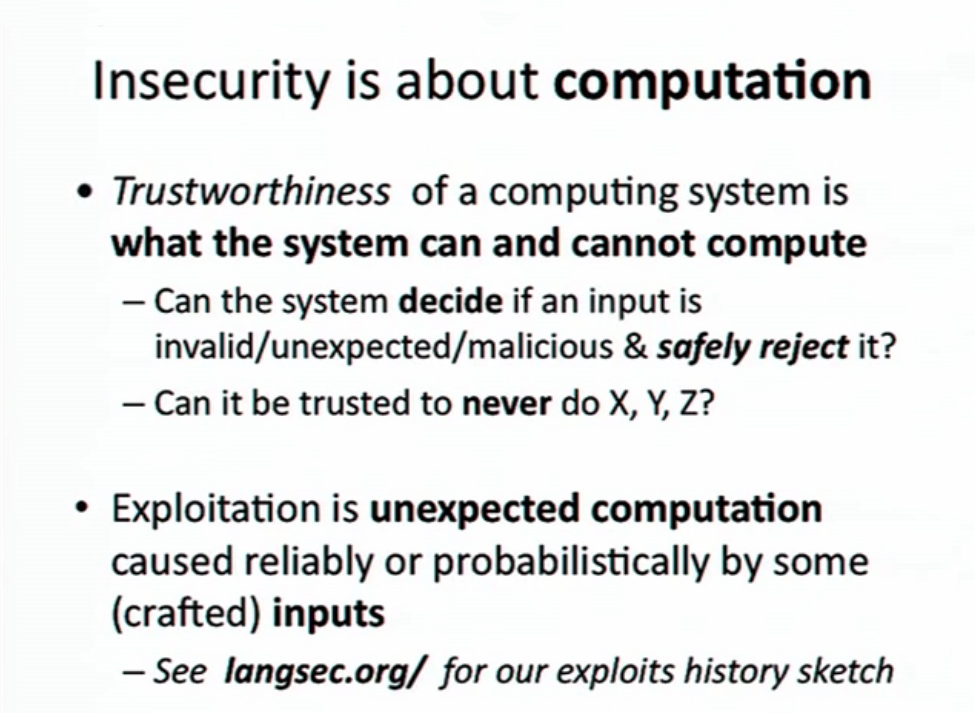 Insecurity is about computation
• Trustworthiness of a computing system is
what the system can and cannot compute
– Can the system decide if an input is
invalid/unexpected/malicious & safely reject it?
– Can it be trusted to never do X, Y, Z?
• Exploitation is unexpected computation
caused reliably or probabilistically by some
(crafted) inputs
– See langsec.org/ for our exploits history sketch